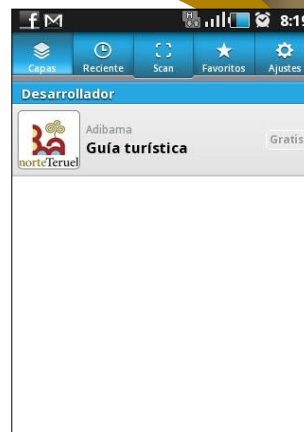 8:19
Capas Reciente Scan Favoritos Ajustes
Desarrollador
Adibama
Guía turística
Gratis
norteTeruel